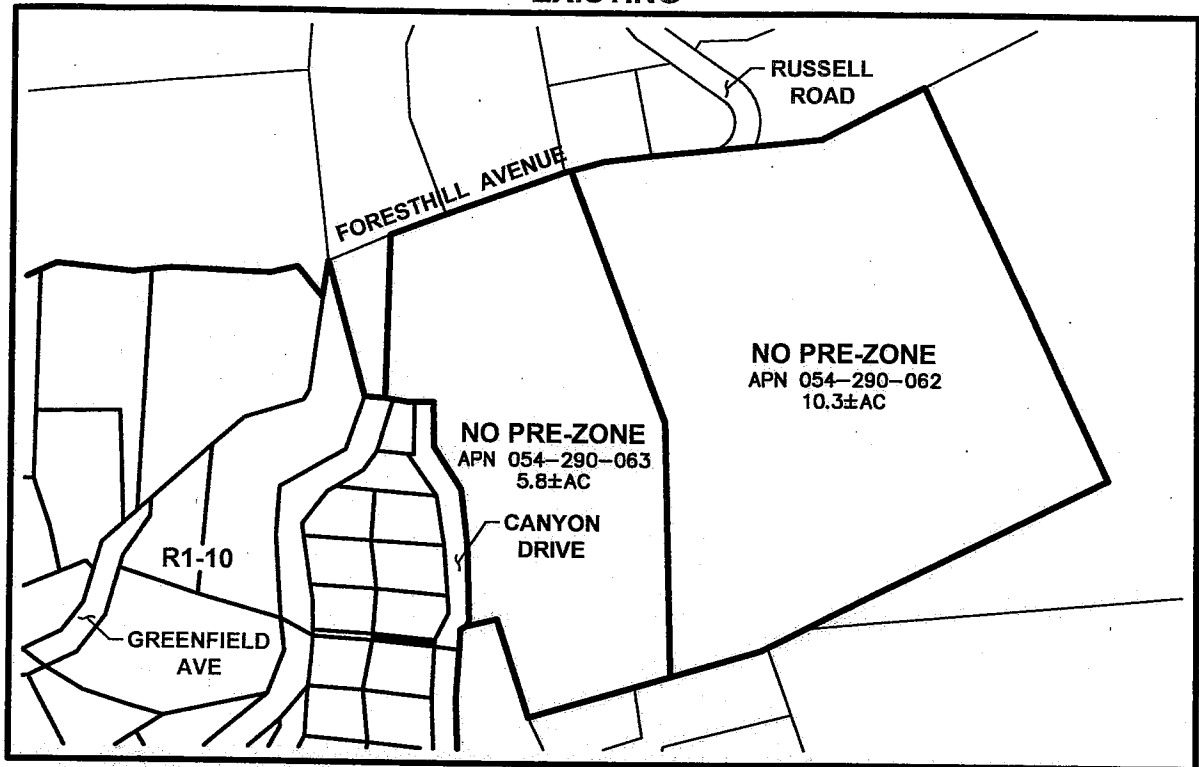 EXISTING
RUSSELL
ROAD
FORESTHILL AVENUE
NO PRE-ZONE
APN 054-290-062
10.3±AC
NO PRE-ZONE
APN 054-290-063
5.8±AC
CANYON
DRIVE
R1-10
GREENFIELD
AVE